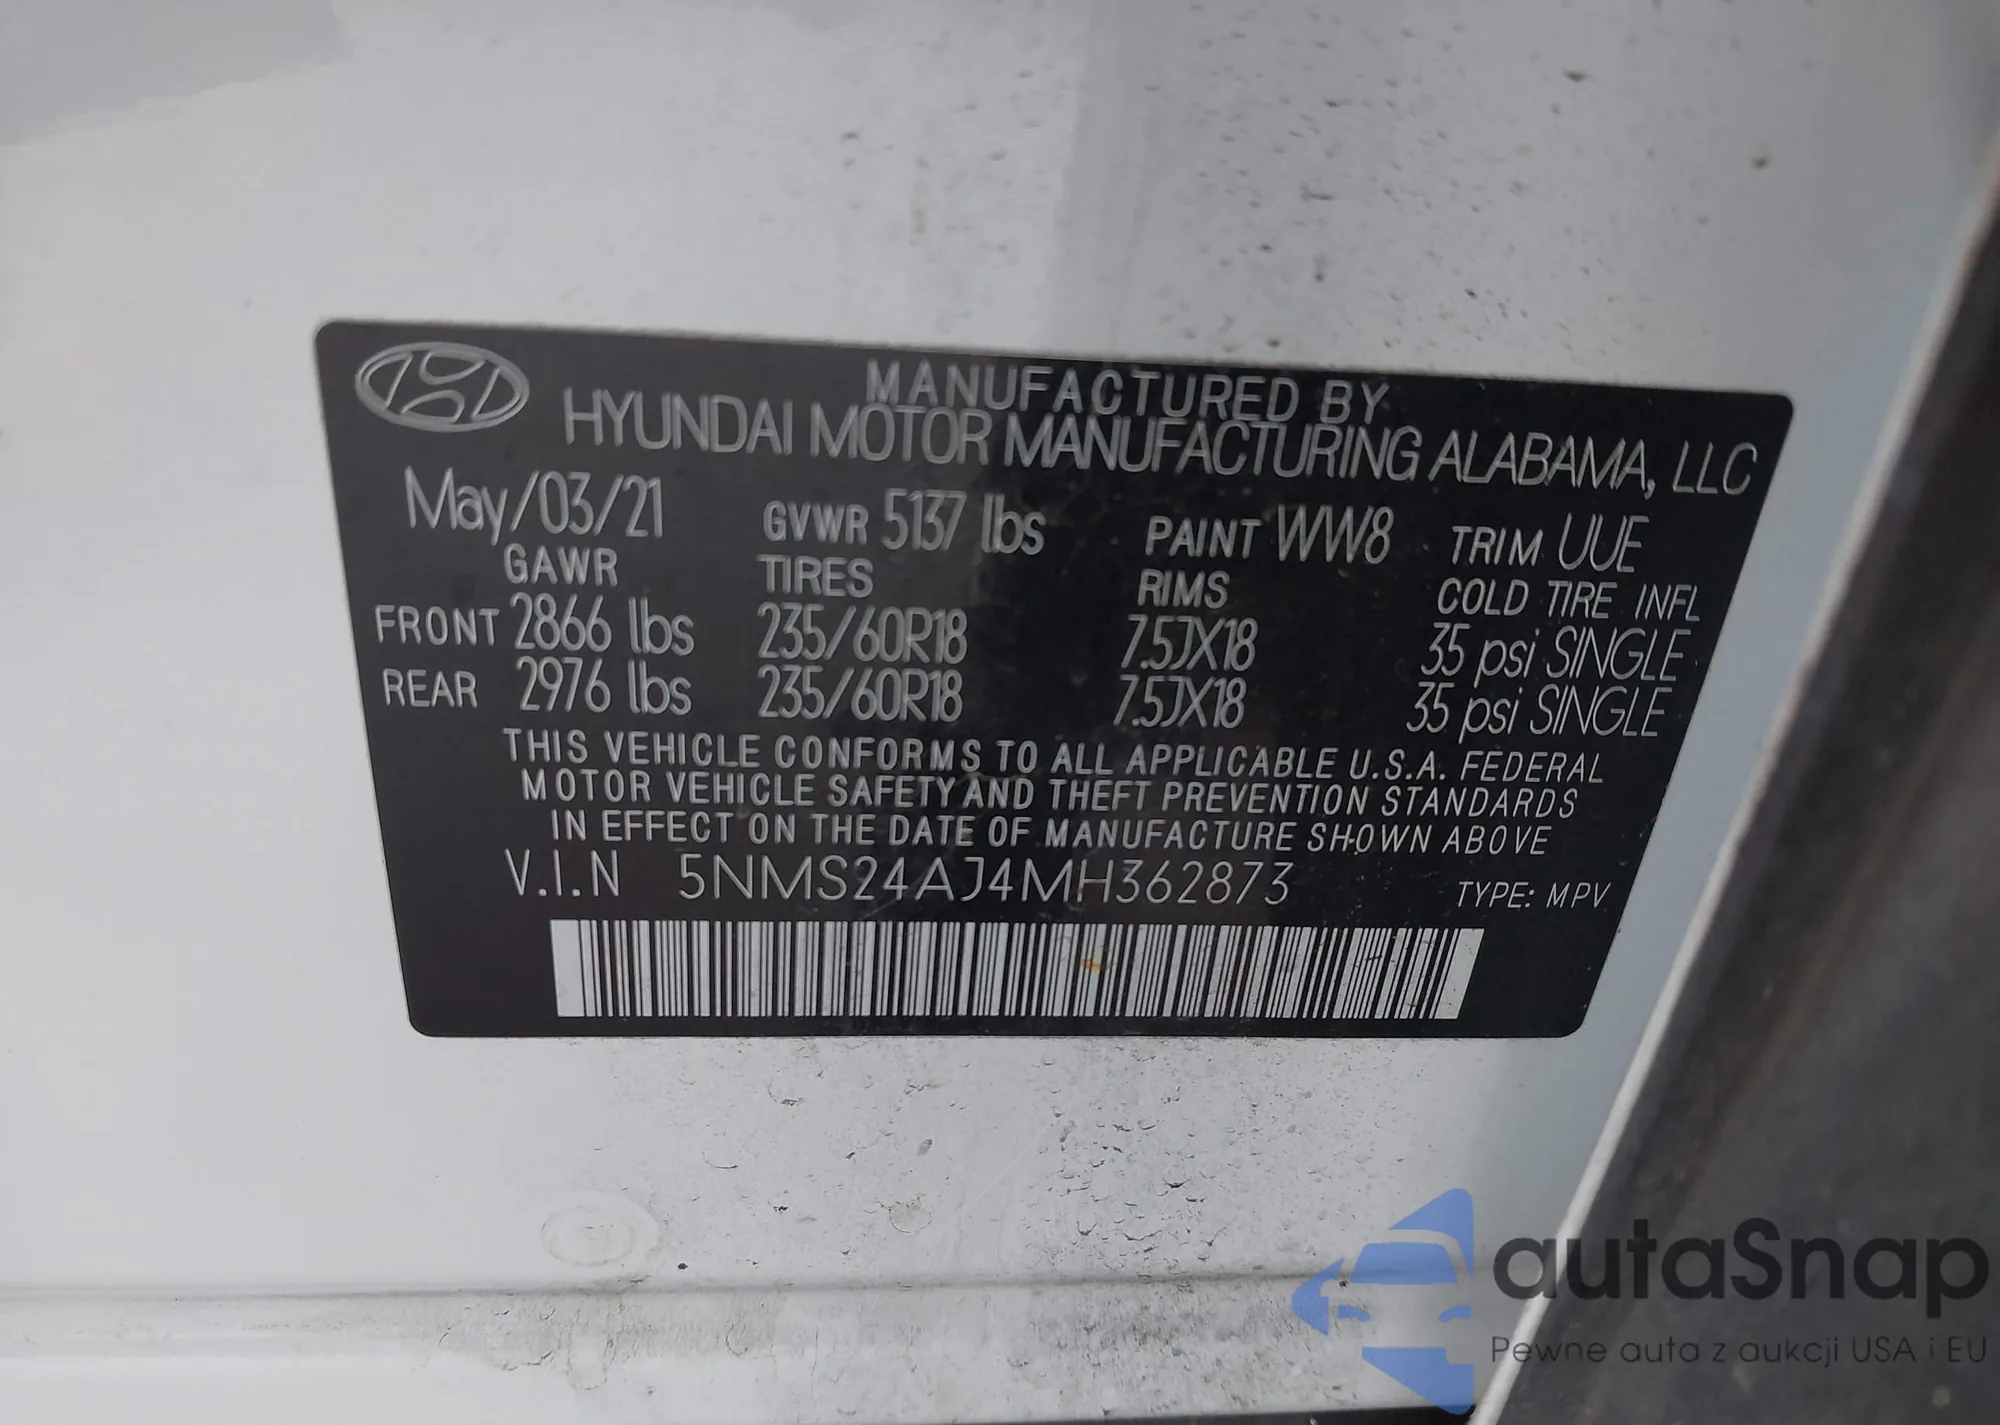 MANUFACTURED BY
HYUNDAI MOTOR MANUFACTURING ALABAMA, LLC
May/03/21 GVWR 5137 lbs PAINT WW8 TRIM UUE
GAWR TIRES RIMS COLD TIRE INFL
FRONT 2866 lbs 235/60R18 7.5JX18 35 psi SINGLE
REAR 2976 lbs 235/60R18 7.5JX18 35 psi SINGLE
THIS VEHICLE CONFORMS TO ALL APPLICABLE U.S.A. FEDERAL
MOTOR VEHICLE SAFETY AND THEFT PREVENTION STANDARDS
IN EFFECT ON THE DATE OF MANUFACTURE SHOWN ABOVE
V.I.N 5NMS24AJ4MH362873 TYPE: MPV
autaSnap
Pewne auta z aukcji USA i EU